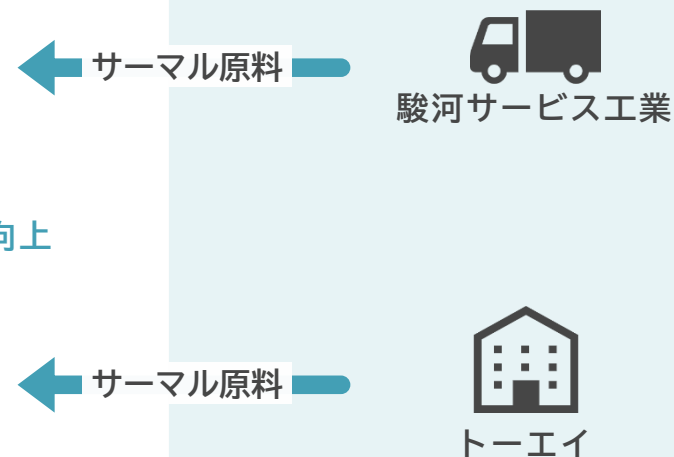 サーマル原料
駿河サービス工業
向上
サーマル原料
トーエイ